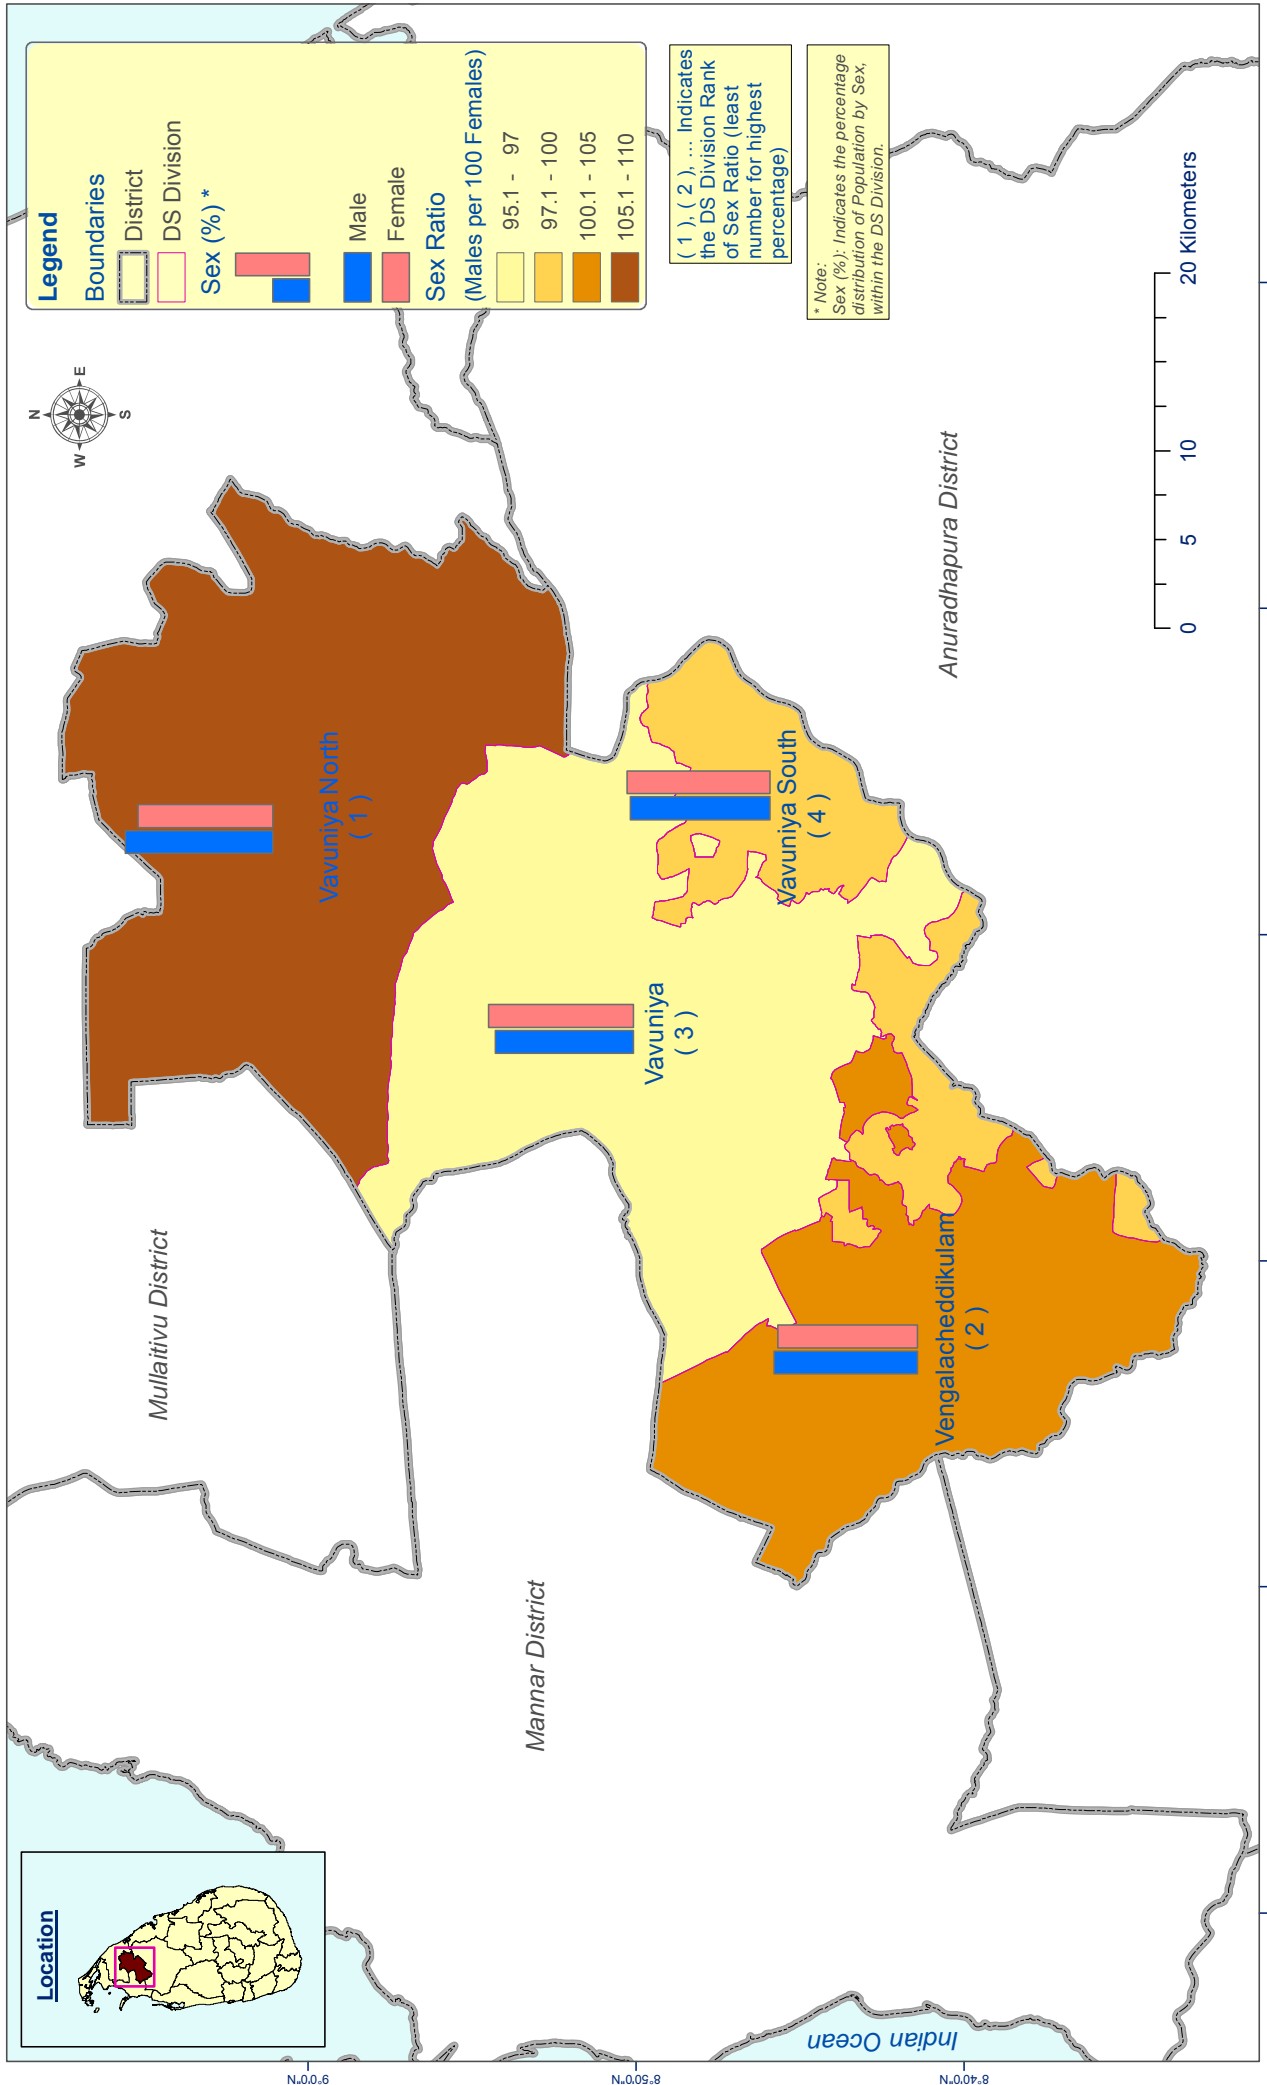 Location
Legend
Boundaries
District
DS Division
Sex (%) *
Male
Female
Sex Ratio
(Males per 100 Females)
95.1 - 97
97.1 - 100
100.1 - 105
105.1 - 110
( 1 ), ( 2 ), ... Indicates
the DS Division Rank
of Sex Ratio (least
number for highest
percentage)
* Note:
Sex (%): Indicates the percentage
distribution of Population by Sex,
within the DS Division.
N
W
E
S
Mullaitivu District
Vavuniya North
( 1 )
Mannar District
Vavuniya
( 3 )
Vavuniya South
( 4 )
Vengalacheddikulam
( 2 )
Anuradhapura District
Indian Ocean
0 5 10 20 Kilometers
9°0'0"N
8°50'0"N
8°40'0"N